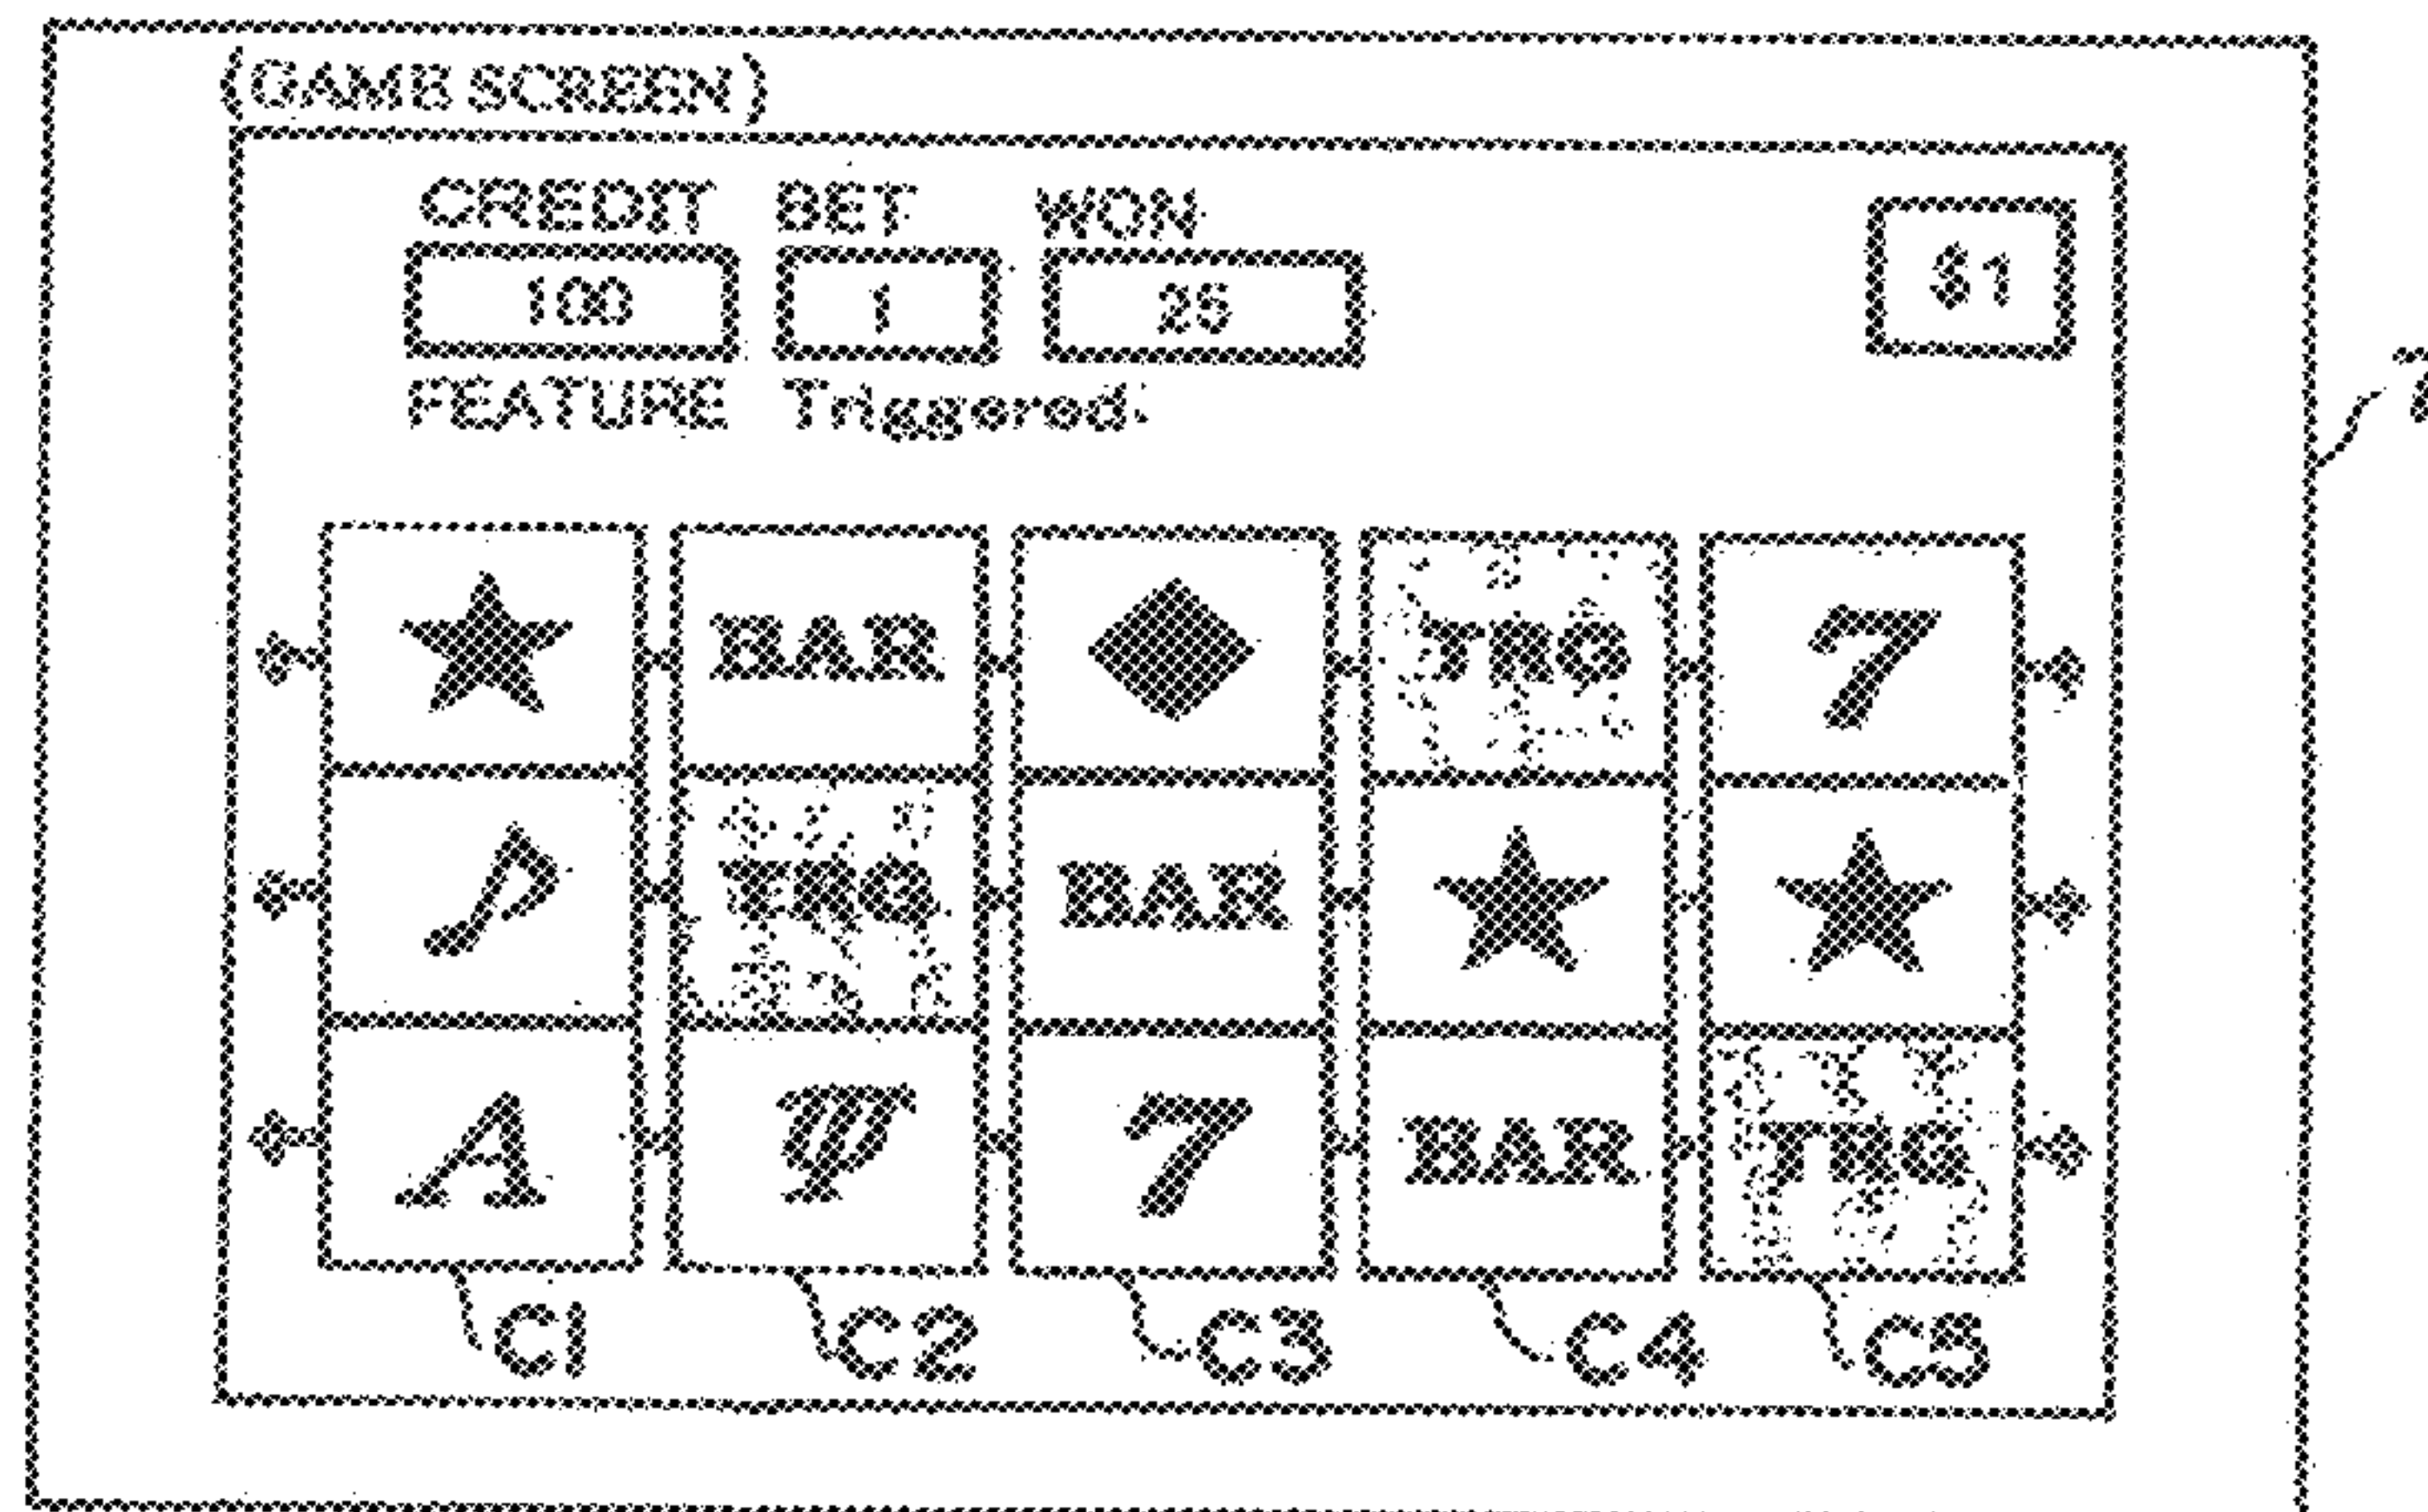 (GAME SCREEN)
CREDIT BET WON
100 1 25 $1
FEATURE Triggered.
BAR TRG 7
TRG BAR
A Ψ 7 BAR TRG
C1 C2 C3 C4 C5